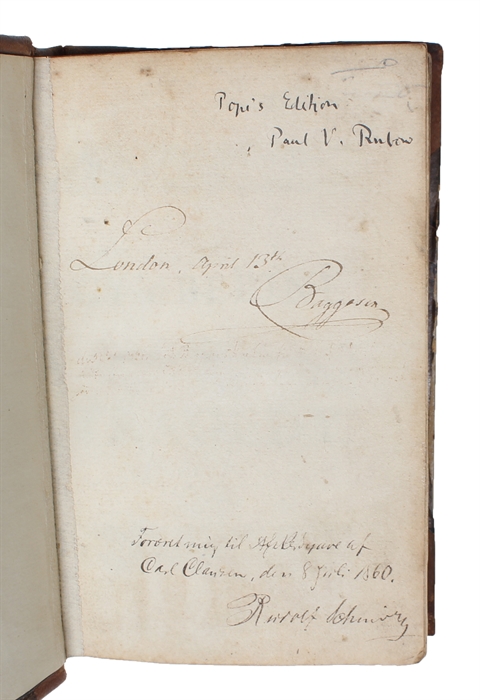 Pope's Edition
Paul V. Rubow
London, April 13th
Baggesen
Foræret mig til Afskedsgave af
Carl Clausen, den 8 Juli 1860.
Rudolf Schmidt